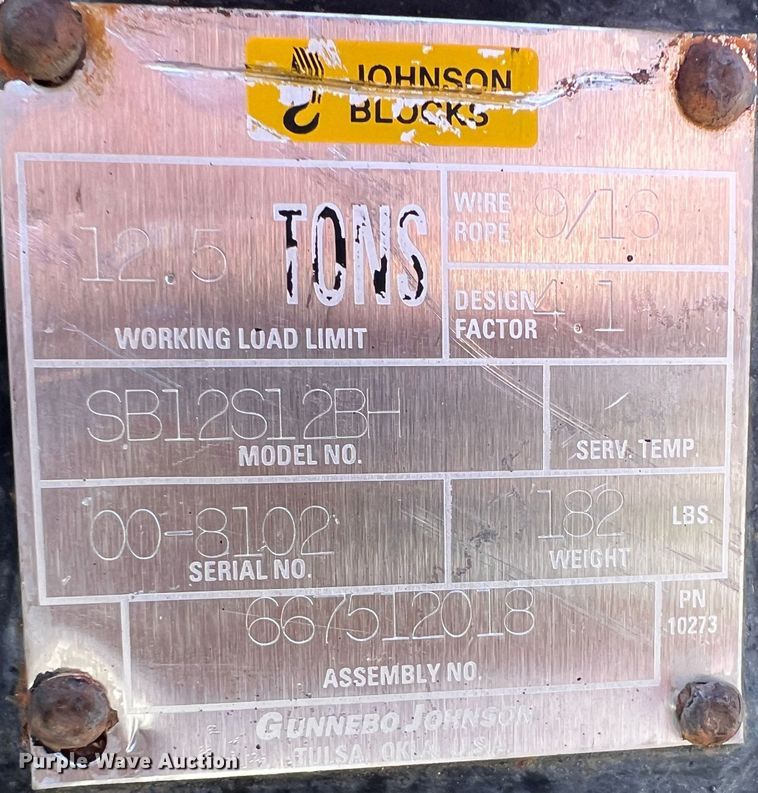 JOHNSON
BLOCKS
12.5 TONS
WORKING LOAD LIMIT
WIRE
ROPE 9/16
DESIGN
FACTOR 4.1
SB12S12BH
MODEL NO.
SERV. TEMP.
00-8102
SERIAL NO.
182 LBS.
WEIGHT
667512018
ASSEMBLY NO.
PN
10273
GUNNEBO JOHNSON
TULSA, OKLA. U.S.A.
Purple Wave Auction